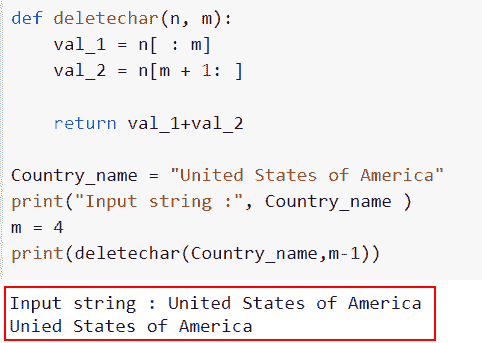 def deletechar(n, m):
    val_1 = n[ : m]
    val_2 = n[m + 1: ]
    return val_1+val_2
Country_name = "United States of America"
print("Input string :", Country_name )
m = 4
print(deletechar(Country_name,m-1))
Input string : United States of America
Unied States of America